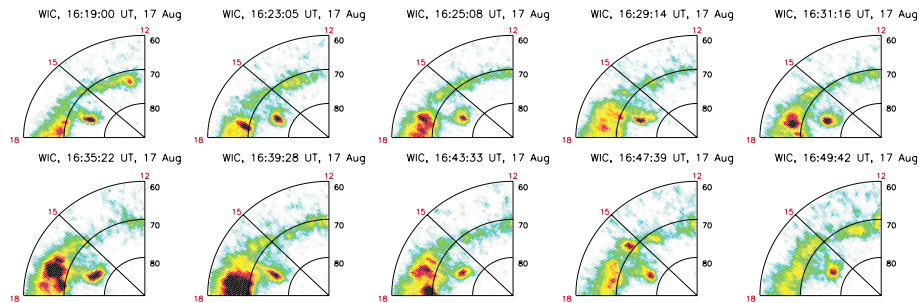 WIC, 16:19:00 UT, 17 Aug
WIC, 16:23:05 UT, 17 Aug
WIC, 16:25:08 UT, 17 Aug
WIC, 16:29:14 UT, 17 Aug
WIC, 16:31:16 UT, 17 Aug
12 12 12 12 12
60 60 60 60 60
15 15 15 15 15
70 70 70 70 70
80 80 80 80 80
18 18 18 18 18
WIC, 16:35:22 UT, 17 Aug
WIC, 16:39:28 UT, 17 Aug
WIC, 16:43:33 UT, 17 Aug
WIC, 16:47:39 UT, 17 Aug
WIC, 16:49:42 UT, 17 Aug
12 12 12 12 12
60 60 60 60 60
15 15 15 15 15
70 70 70 70 70
80 80 80 80 80
18 18 18 18 18